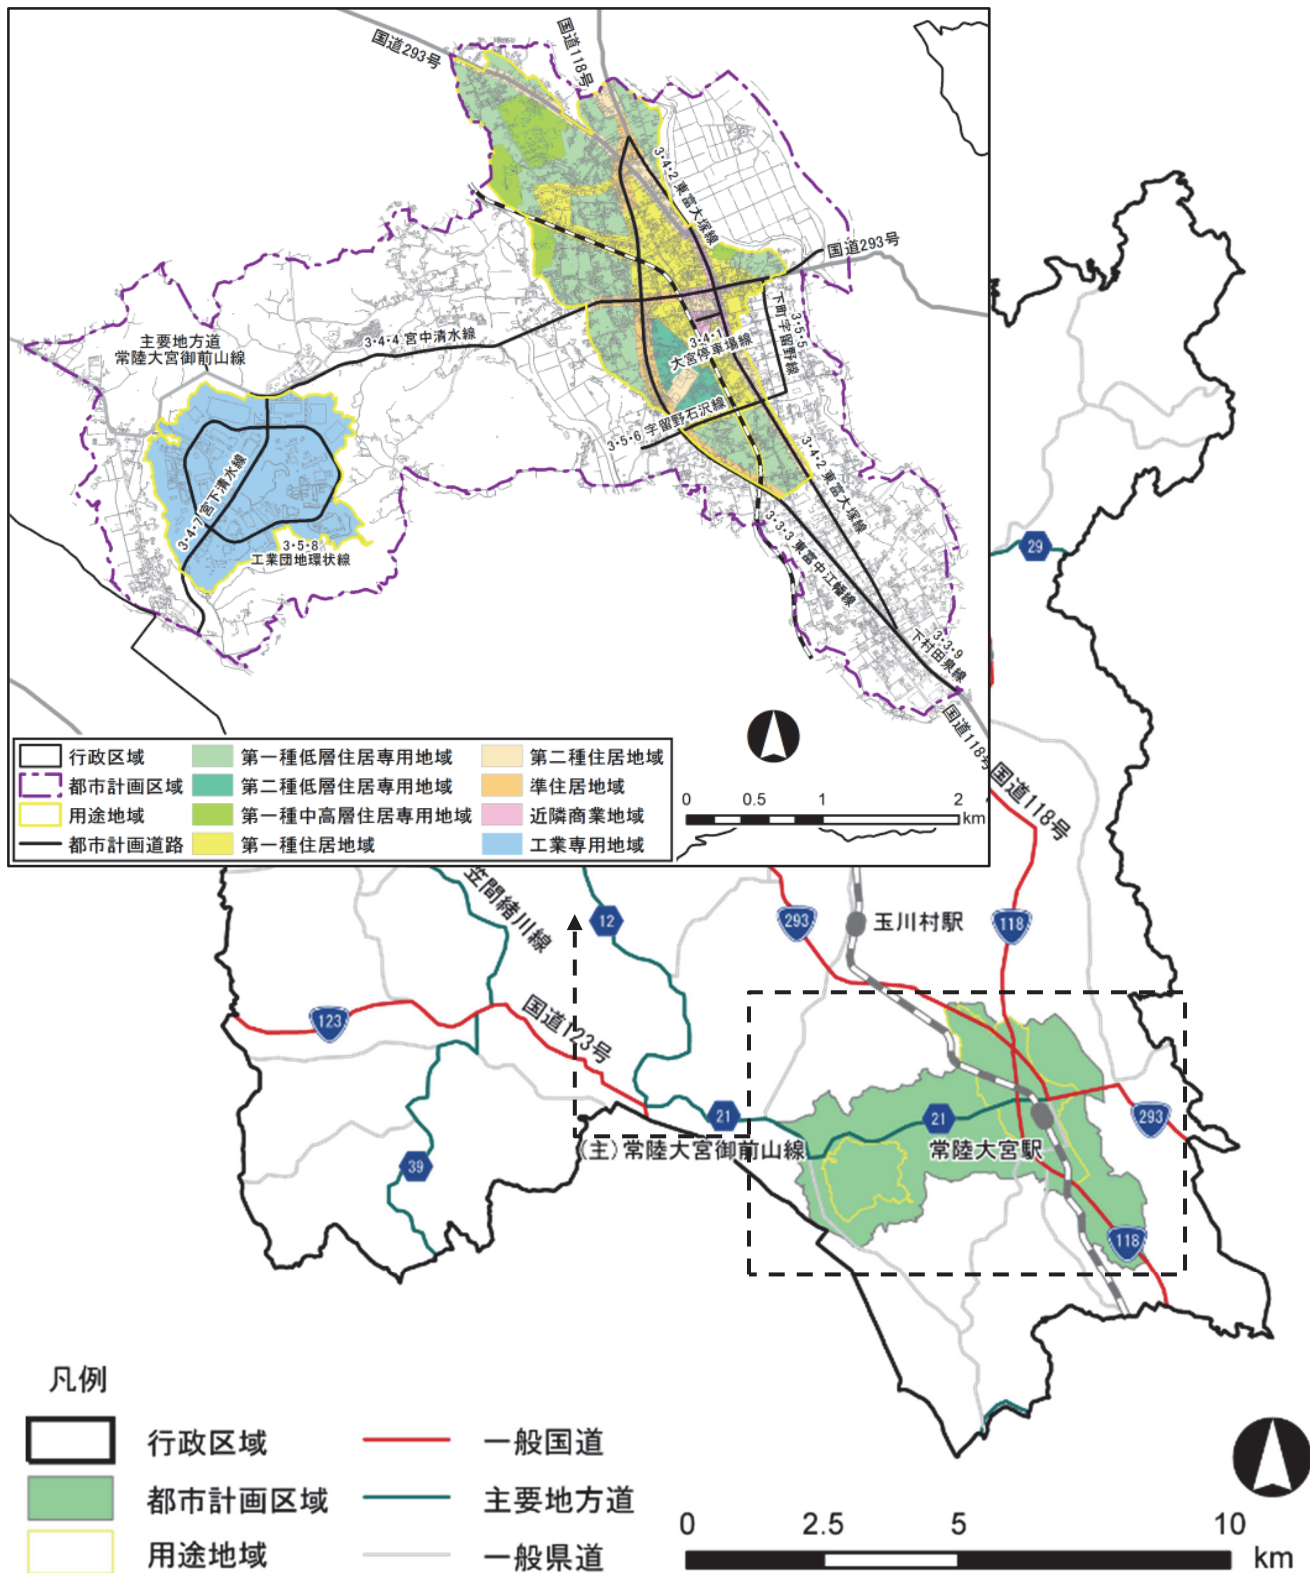 国道293号
国道118号
3・4・2 東富大塚線
国道293号
主要地方道
常陸大宮御前山線
3・4・4 宮中清水線
3・4・1
大宮停車場線
3・5・5
下町宇留野線
3・5・6 宇留野石沢線
3・4・2 東富大塚線
3・4・7 宮下清水線
3・5・8
工業団地環状線
3・3・3 東富中江幡線
3・3・9
下村田泉線
国道118号
行政区域
都市計画区域
用途地域
都市計画道路
第一種低層住居専用地域
第二種低層住居専用地域
第一種中高層住居専用地域
第一種住居地域
第二種住居地域
準住居地域
近隣商業地域
工業専用地域
0 0.5 1 2
km
29
国道118号
笠間緒川線
12
293
玉川村駅
118
123
国道123号
21
21
293
(主)常陸大宮御前山線
常陸大宮駅
39
118
凡例
行政区域
都市計画区域
用途地域
一般国道
主要地方道
一般県道
0 2.5 5 10
km